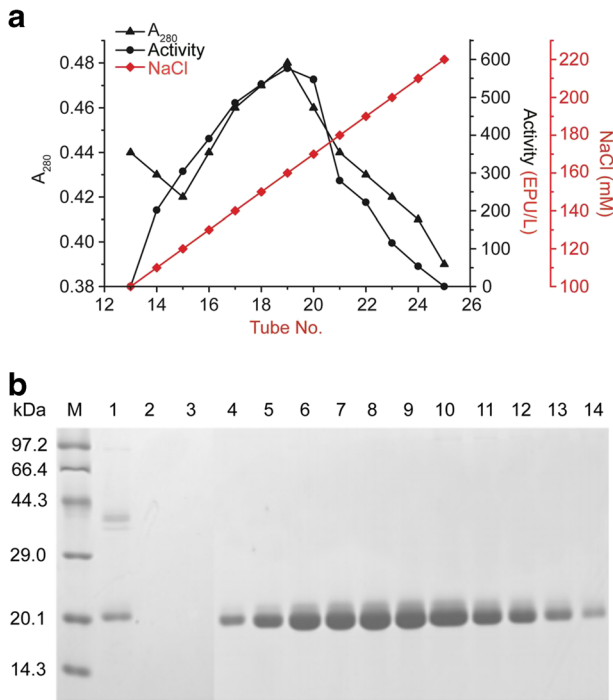 a
A280
Activity
NaCl
0.48
0.46
0.44
0.42
0.40
0.38
A280
12 14 16 18 20 22 24 26
Tube No.
600
500
400
300
200
100
0
Activity (EPU/L)
220
200
180
160
140
120
100
NaCl (mM)
b
kDa M 1 2 3 4 5 6 7 8 9 10 11 12 13 14
97.2
66.4
44.3
29.0
20.1
14.3